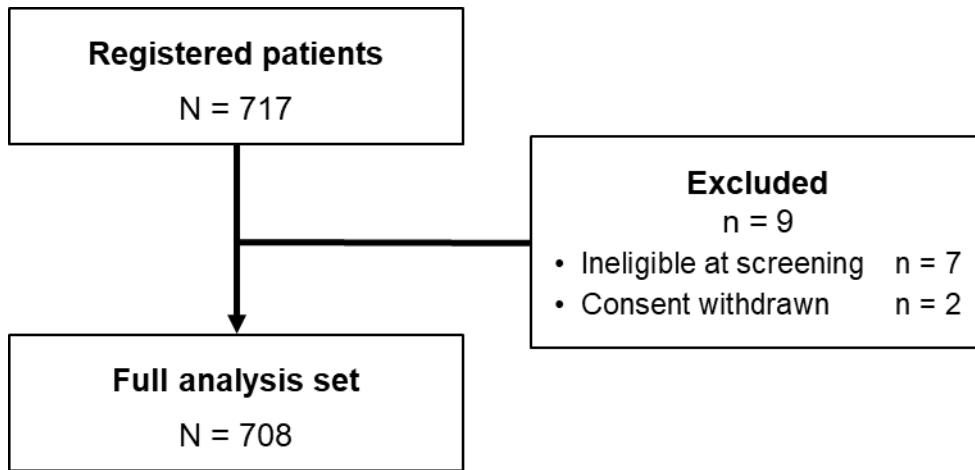 Registered patients
N = 717
Excluded
n = 9
• Ineligible at screening n = 7
• Consent withdrawn n = 2
Full analysis set
N = 708